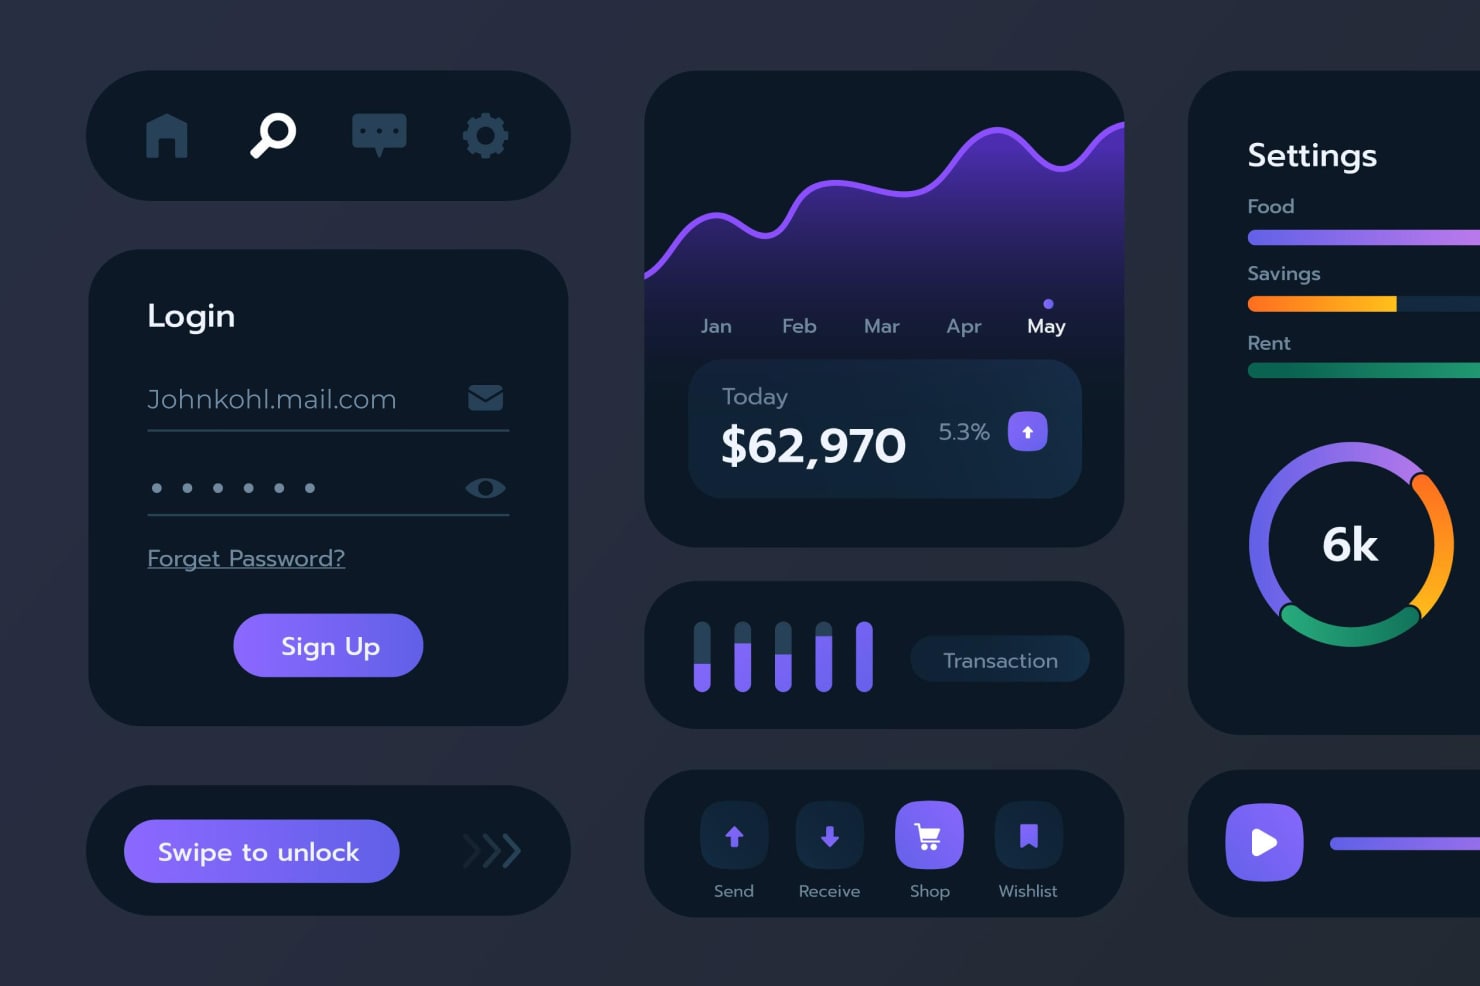 Login
Johnkohl.mail.com
Forget Password?
Sign Up
Swipe to unlock
Jan Feb Mar Apr May
Today
$62,970 5.3%
Transaction
Send Receive Shop Wishlist
Settings
Food
Savings
Rent
6k